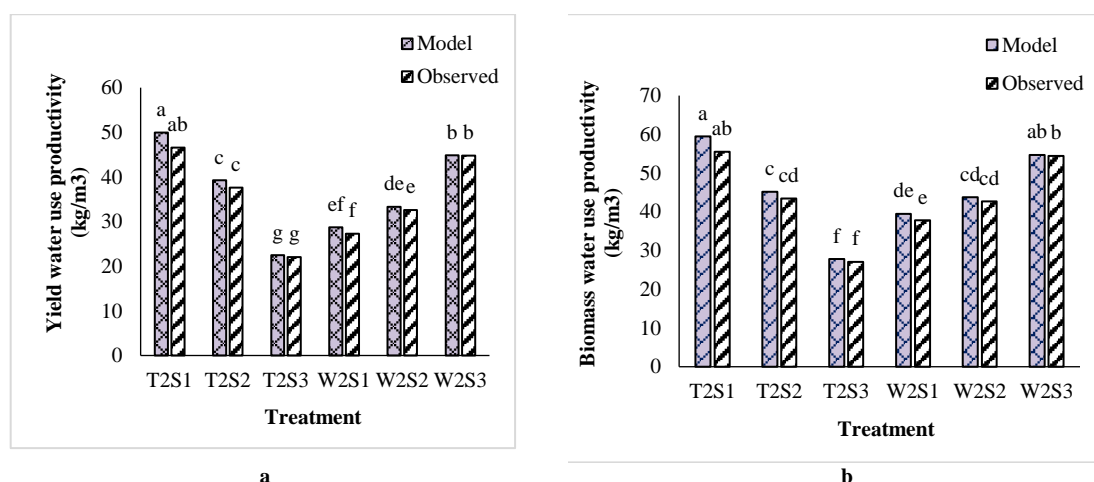 Model
Observed
Yield water use productivity
(kg/m3)
60
50
40
30
20
10
0
a ab
c c
g g
ef f
de e
b b
T2S1 T2S2 T2S3 W2S1 W2S2 W2S3
Treatment
a
Model
Observed
Biomass water use productivity
(kg/m3)
70
60
50
40
30
20
10
0
a ab
c cd
f f
de e
cd cd
ab b
T2S1 T2S2 T2S3 W2S1 W2S2 W2S3
Treatment
b